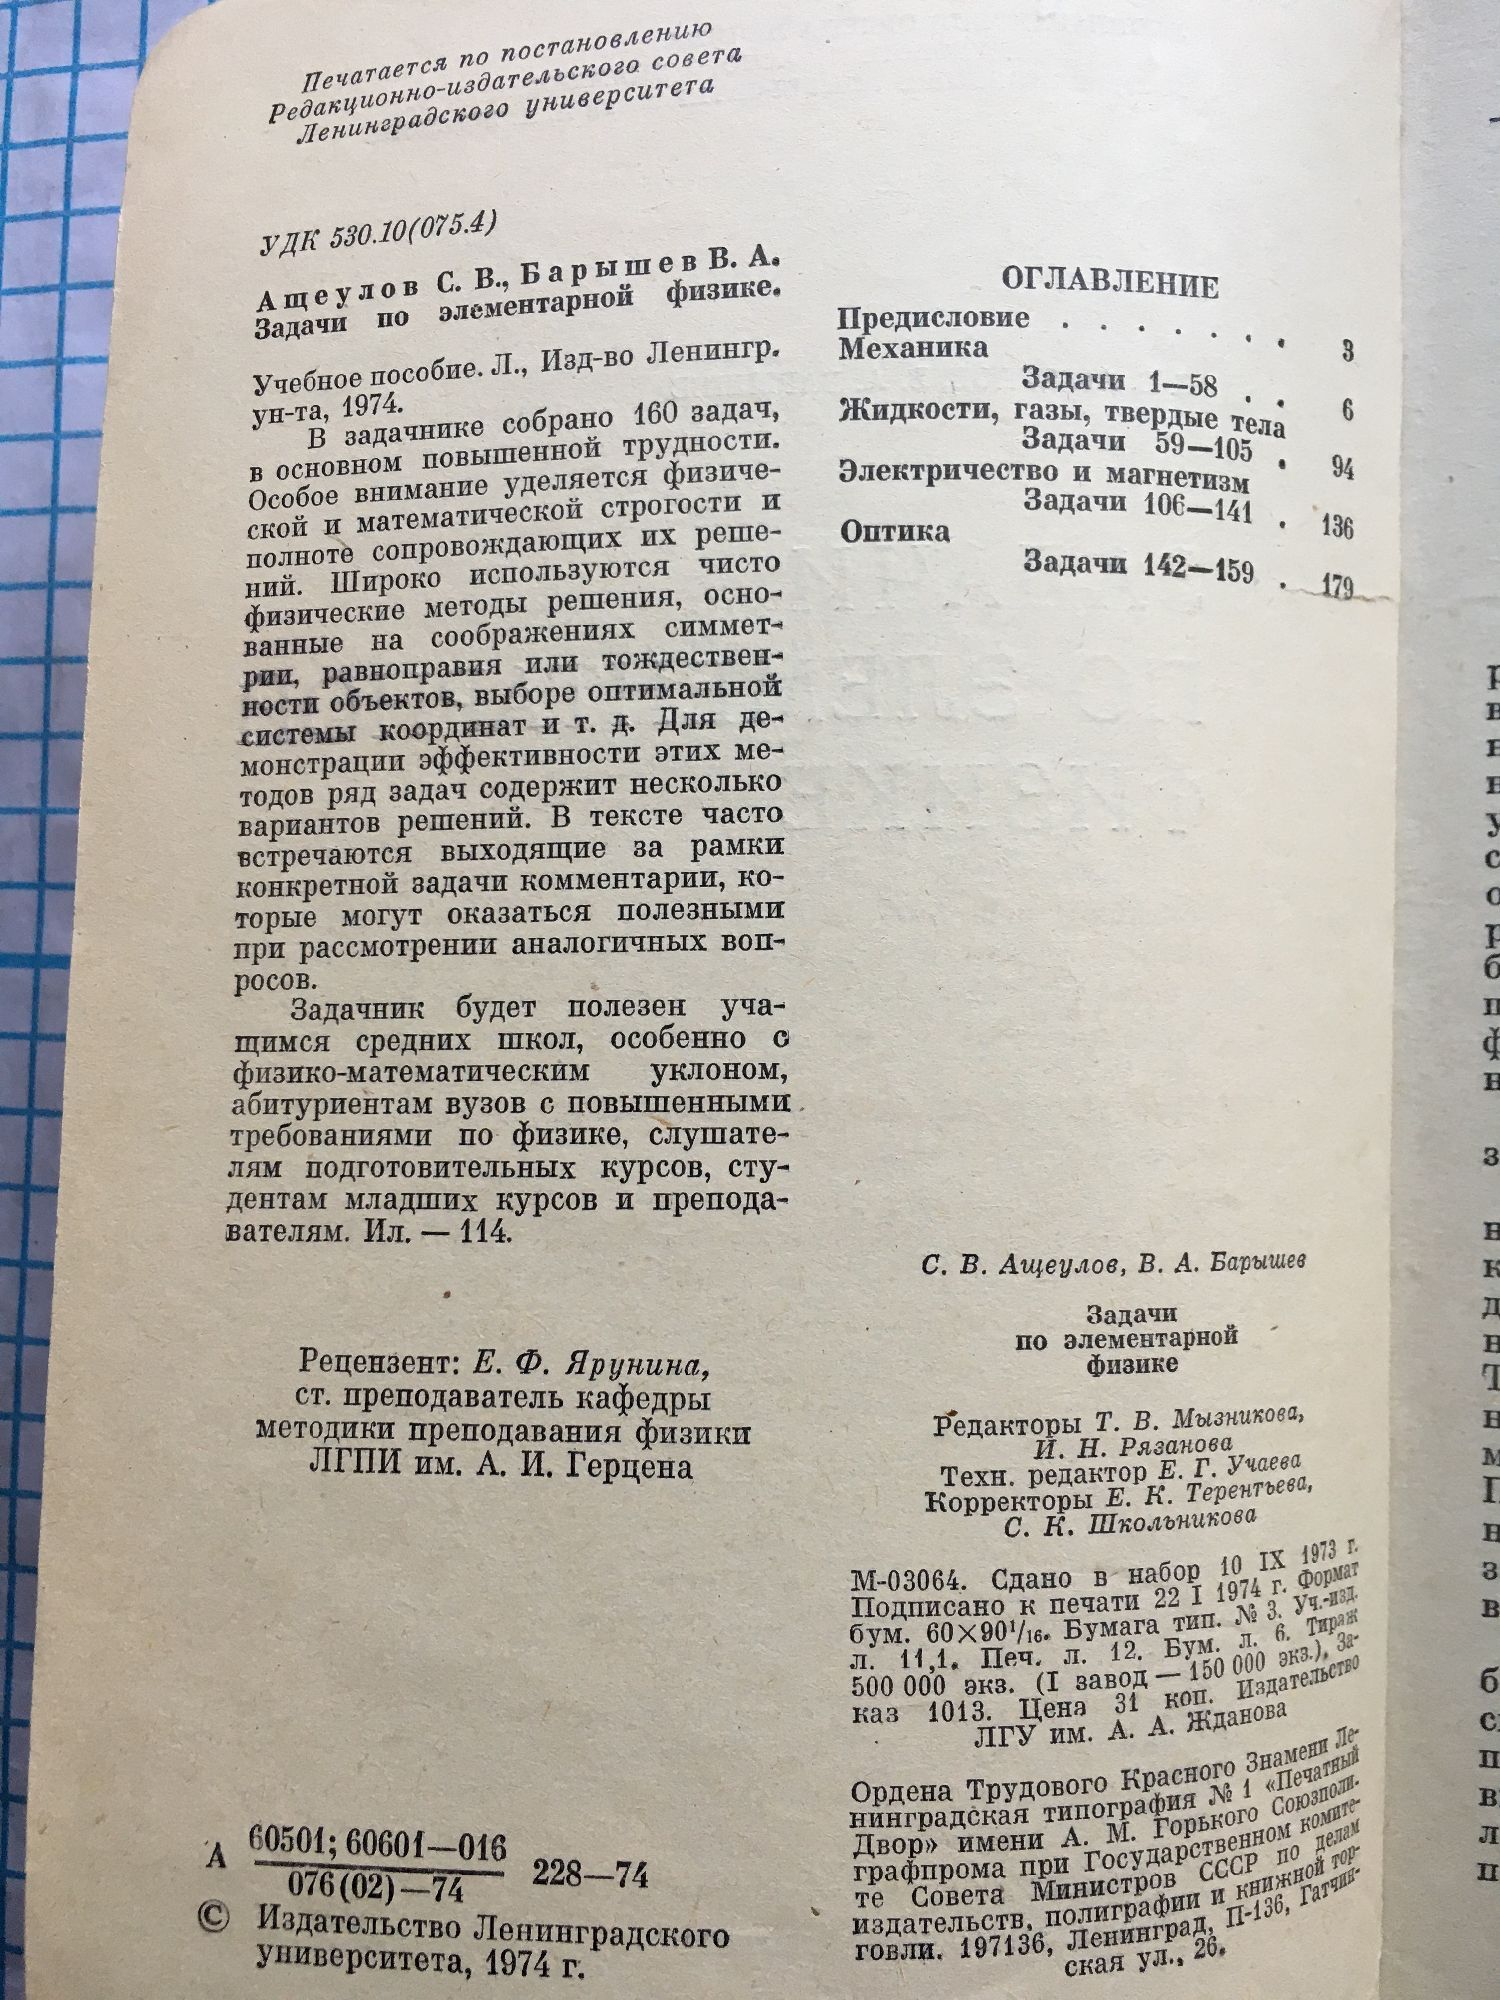 Печатается по постановлению
Редакционно-издательского совета
Ленинградского университета
УДК 530.10(075.4)
Ащеулов С. В., Барышев В. А.
Задачи по элементарной физике.
Учебное пособие. Л., Изд-во Ленингр.
ун-та, 1974.
В задачнике собрано 160 задач,
в основном повышенной трудности.
Особое внимание уделяется физиче-
ской и математической строгости и
полноте сопровождающих их реше-
ний. Широко используются чисто
физические методы решения, осно-
ванные на соображениях симмет-
рии, равноправия или тождествен-
ности объектов, выборе оптимальной
системы координат и т. д. Для де-
монстрации эффективности этих ме-
тодов ряд задач содержит несколько
вариантов решений. В тексте часто
встречаются выходящие за рамки
конкретной задачи комментарии, ко-
торые могут оказаться полезными
при рассмотрении аналогичных воп-
росов.
Задачник будет полезен уча-
щимся средних школ, особенно с
физико-математическим уклоном,
абитуриентам вузов с повышенными
требованиями по физике, слушате-
лям подготовительных курсов, сту-
дентам младших курсов и препода-
вателям. Ил. — 114.
Рецензент: Е. Ф. Ярунина,
ст. преподаватель кафедры
методики преподавания физики
ЛГПИ им. А. И. Герцена
А 60501; 60601—016
076(02)—74 228—74
© Издательство Ленинградского
университета, 1974 г.
ОГЛАВЛЕНИЕ
Предисловие . . . . . . . 3
Механика
Задачи 1—58 . . 6
Жидкости, газы, твердые тела
Задачи 59—105 . 94
Электричество и магнетизм
Задачи 106—141 . 136
Оптика
Задачи 142—159 . 179
С. В. Ащеулов, В. А. Барышев
Задачи
по элементарной
физике
Редакторы Т. В. Мызникова,
И. Н. Рязанова
Техн. редактор Е. Г. Учаева
Корректоры Е. К. Терентьева,
С. К. Школьникова
М-03064. Сдано в набор 10 IX 1973 г.
Подписано к печати 22 I 1974 г. Формат
бум. 60×90¹/₁₆. Бумага тип. № 3. Уч.-изд.
л. 11,1. Печ. л. 12. Бум. л. 6. Тираж
500 000 экз. (I завод — 150 000 экз.). За-
каз 1013. Цена 31 коп. Издательство
ЛГУ им. А. А. Жданова
Ордена Трудового Красного Знамени Ле-
нинградская типография № 1 «Печатный
Двор» имени А. М. Горького Союзполи-
графпрома при Государственном комите-
те Совета Министров СССР по делам
издательств, полиграфии и книжной тор-
говли. 197136, Ленинград, П-136, Гатчин-
ская ул., 26.